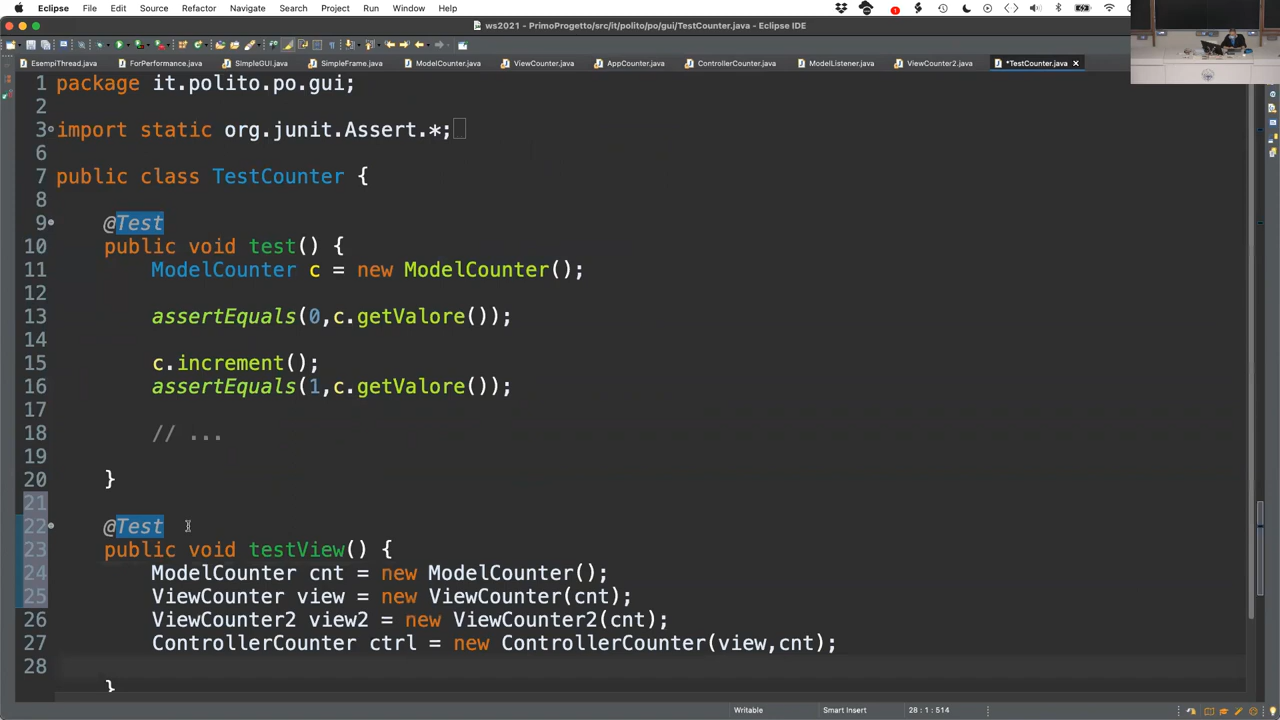 Eclipse File Edit Source Refactor Navigate Search Project Run Window Help
ws2021 - PrimoProgetto/src/it/polito/po/gui/TestCounter.java - Eclipse IDE
EsempiThread.java ForPerformance.java SImpleGUI.java SimpleFrame.java ModelCounter.java ViewCounter.java AppCounter.java ControllerCounter.java ModelListener.java ViewCounter2.java *TestCounter.java
1 package it.polito.po.gui;
2
3 import static org.junit.Assert.*;
6
7 public class TestCounter {
8
9 @Test
10 public void test() {
11 ModelCounter c = new ModelCounter();
12
13 assertEquals(0,c.getValore());
14
15 c.increment();
16 assertEquals(1,c.getValore());
17
18 // ...
19
20 }
21
22 @Test
23 public void testView() {
24 ModelCounter cnt = new ModelCounter();
25 ViewCounter view = new ViewCounter(cnt);
26 ViewCounter2 view2 = new ViewCounter2(cnt);
27 ControllerCounter ctrl = new ControllerCounter(view,cnt);
28
}
Writable Smart Insert 28 : 1 : 514